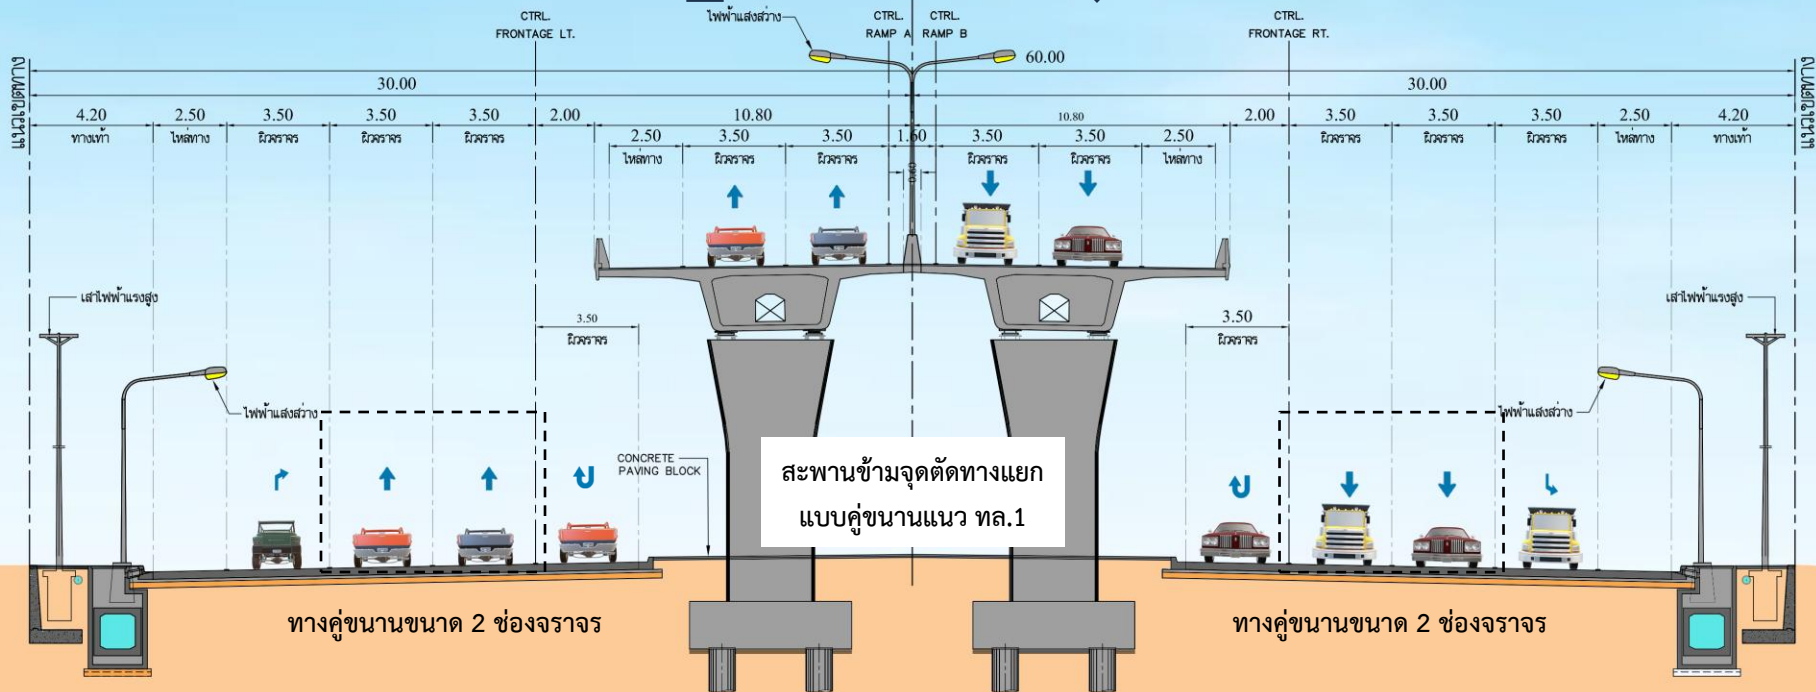 CTRL.
FRONTAGE LT.
ไฟฟ้าแสงสว่าง
CTRL.
RAMP A
CTRL.
RAMP B
CTRL.
FRONTAGE RT.
60.00
30.00
30.00
4.20
2.50
3.50
3.50
3.50
2.00
10.80
10.80
2.00
3.50
3.50
3.50
2.50
4.20
ทางเท้า
ไหล่ทาง
ผิวจราจร
ผิวจราจร
ผิวจราจร
2.50
3.50
3.50
1.60
3.50
3.50
2.50
ผิวจราจร
ผิวจราจร
ผิวจราจร
ไหล่ทาง
ทางเท้า
ไหล่ทาง
ผิวจราจร
ผิวจราจร
0.60
ผิวจราจร
ผิวจราจร
ไหล่ทาง
แนวเขตทาง
เสาไฟฟ้าแรงสูง
เสาไฟฟ้าแรงสูง
3.50
ผิวจราจร
3.50
ผิวจราจร
ไฟฟ้าแสงสว่าง
ไฟฟ้าแสงสว่าง
CONCRETE
PAVING BLOCK
สะพานข้ามจุดตัดทางแยก
แบบคู่ขนานแนว ทล.1
ทางคู่ขนานขนาด 2 ช่องจราจร
ทางคู่ขนานขนาด 2 ช่องจราจร